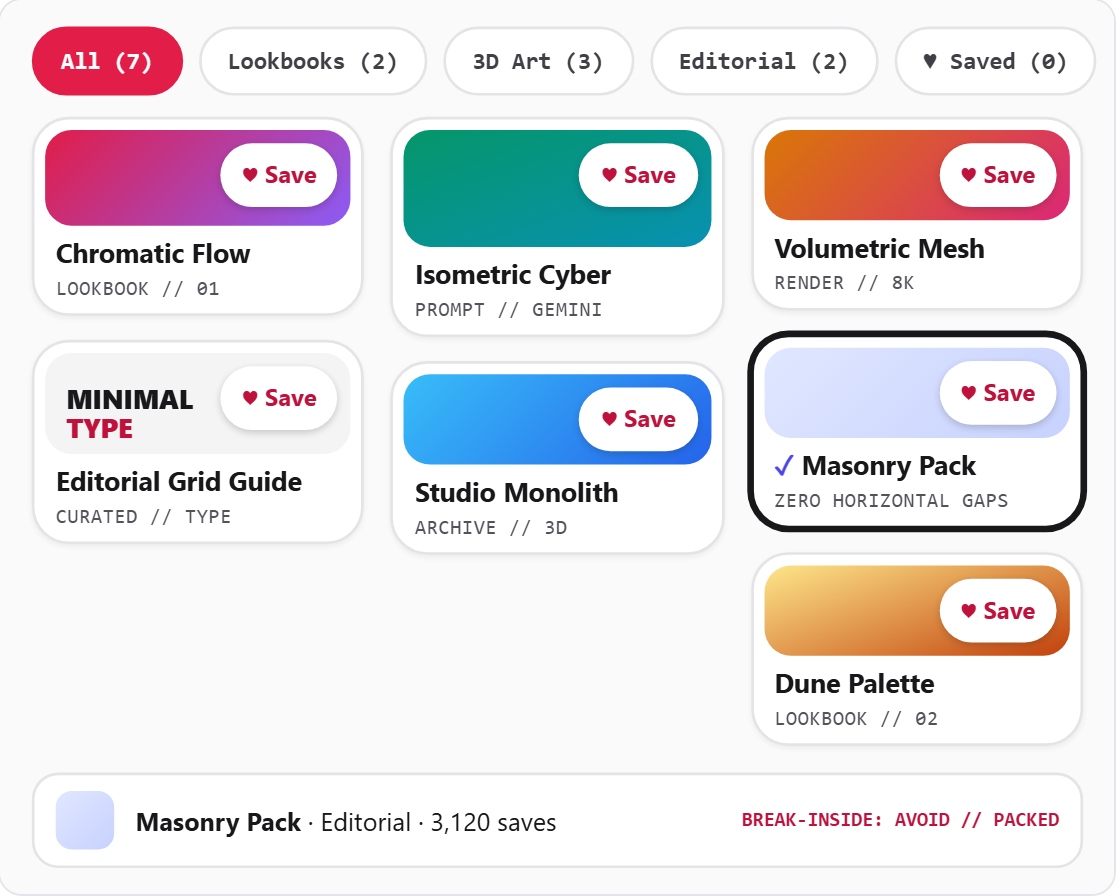 All (7) Lookbooks (2) 3D Art (3) Editorial (2) ♥ Saved (0)
♥ Save
Chromatic Flow
LOOKBOOK // 01
MINIMAL
TYPE
♥ Save
Editorial Grid Guide
CURATED // TYPE
♥ Save
Isometric Cyber
PROMPT // GEMINI
♥ Save
Studio Monolith
ARCHIVE // 3D
♥ Save
Volumetric Mesh
RENDER // 8K
♥ Save
✓ Masonry Pack
ZERO HORIZONTAL GAPS
♥ Save
Dune Palette
LOOKBOOK // 02
Masonry Pack · Editorial · 3,120 saves
BREAK-INSIDE: AVOID // PACKED